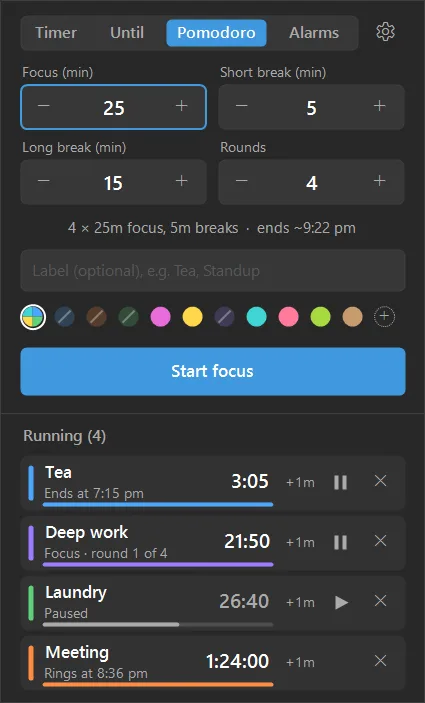 Timer Until Pomodoro Alarms
Focus (min) Short break (min)
− 25 + − 5 +
Long break (min) Rounds
− 15 + − 4 +
4 × 25m focus, 5m breaks · ends ~9:22 pm
Label (optional), e.g. Tea, Standup
Start focus
Running (4)
Tea 3:05 +1m
Ends at 7:15 pm
Deep work 21:50 +1m
Focus · round 1 of 4
Laundry 26:40 +1m
Paused
Meeting 1:24:00 +1m
Rings at 8:36 pm